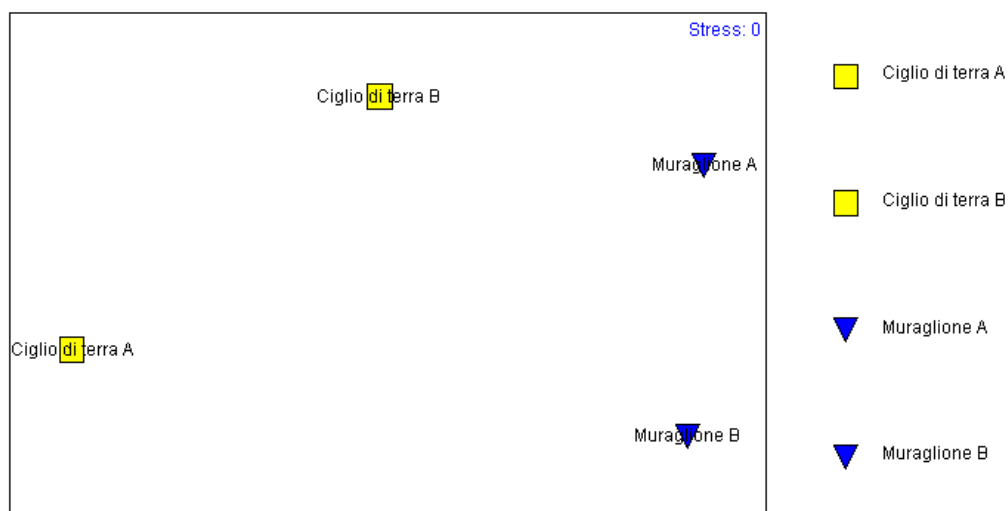 Stress: 0
Ciglio di terra B
Muraglione A
Ciglio di terra A
Muraglione B
Ciglio di terra A
Ciglio di terra B
Muraglione A
Muraglione B